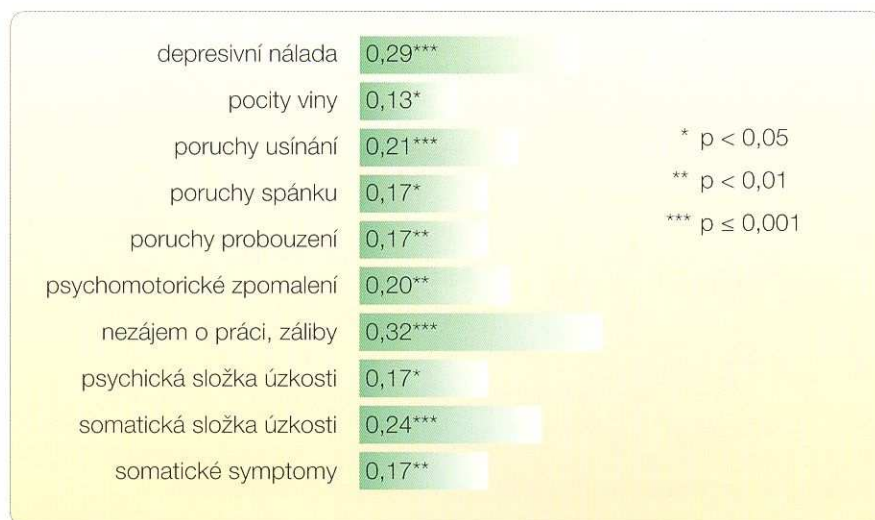 depresivní nálada 0,29***
pocity viny 0,13*
poruchy usínání 0,21***
poruchy spánku 0,17*
poruchy probouzení 0,17**
psychomotorické zpomalení 0,20**
nezájem o práci, záliby 0,32***
psychická složka úzkosti 0,17*
somatická složka úzkosti 0,24***
somatické symptomy 0,17**
* p < 0,05
** p < 0,01
*** p ≤ 0,001